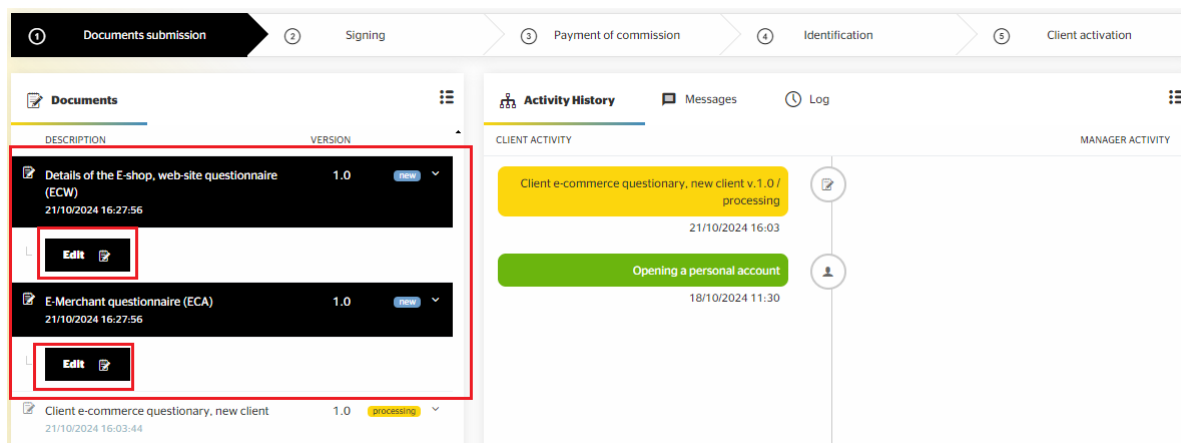 1 Documents submission
2 Signing
3 Payment of commission
4 Identification
5 Client activation
Documents
DESCRIPTION VERSION
Details of the E-shop, web-site questionnaire 1.0 new
(ECW)
21/10/2024 16:27:56
Edit
E-Merchant questionnaire (ECA) 1.0 new
21/10/2024 16:27:56
Edit
Client e-commerce questionary, new client 1.0 processing
21/10/2024 16:03:44
Activity History Messages Log
CLIENT ACTIVITY MANAGER ACTIVITY
Client e-commerce questionary, new client v.1.0 /
processing
21/10/2024 16:03
Opening a personal account
18/10/2024 11:30